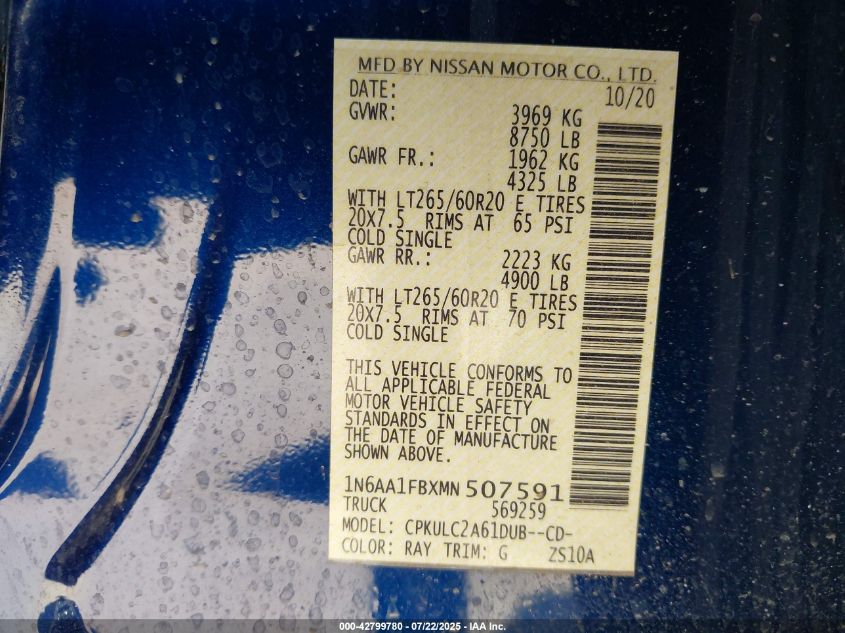 MFD BY NISSAN MOTOR CO., LTD.
DATE: 10/20
GVWR: 3969 KG
8750 LB
GAWR FR.: 1962 KG
4325 LB
WITH LT265/60R20 E TIRES
20X7.5 RIMS AT 65 PSI
COLD SINGLE
GAWR RR.: 2223 KG
4900 LB
WITH LT265/60R20 E TIRES
20X7.5 RIMS AT 70 PSI
COLD SINGLE
THIS VEHICLE CONFORMS TO
ALL APPLICABLE FEDERAL
MOTOR VEHICLE SAFETY
STANDARDS IN EFFECT ON
THE DATE OF MANUFACTURE
SHOWN ABOVE.
1N6AA1FBXMN 507591
TRUCK 569259
MODEL: CPKULC2A61DUB--CD-
COLOR: RAY TRIM: G ZS10A
000-42799780 - 07/22/2025 - IAA Inc.